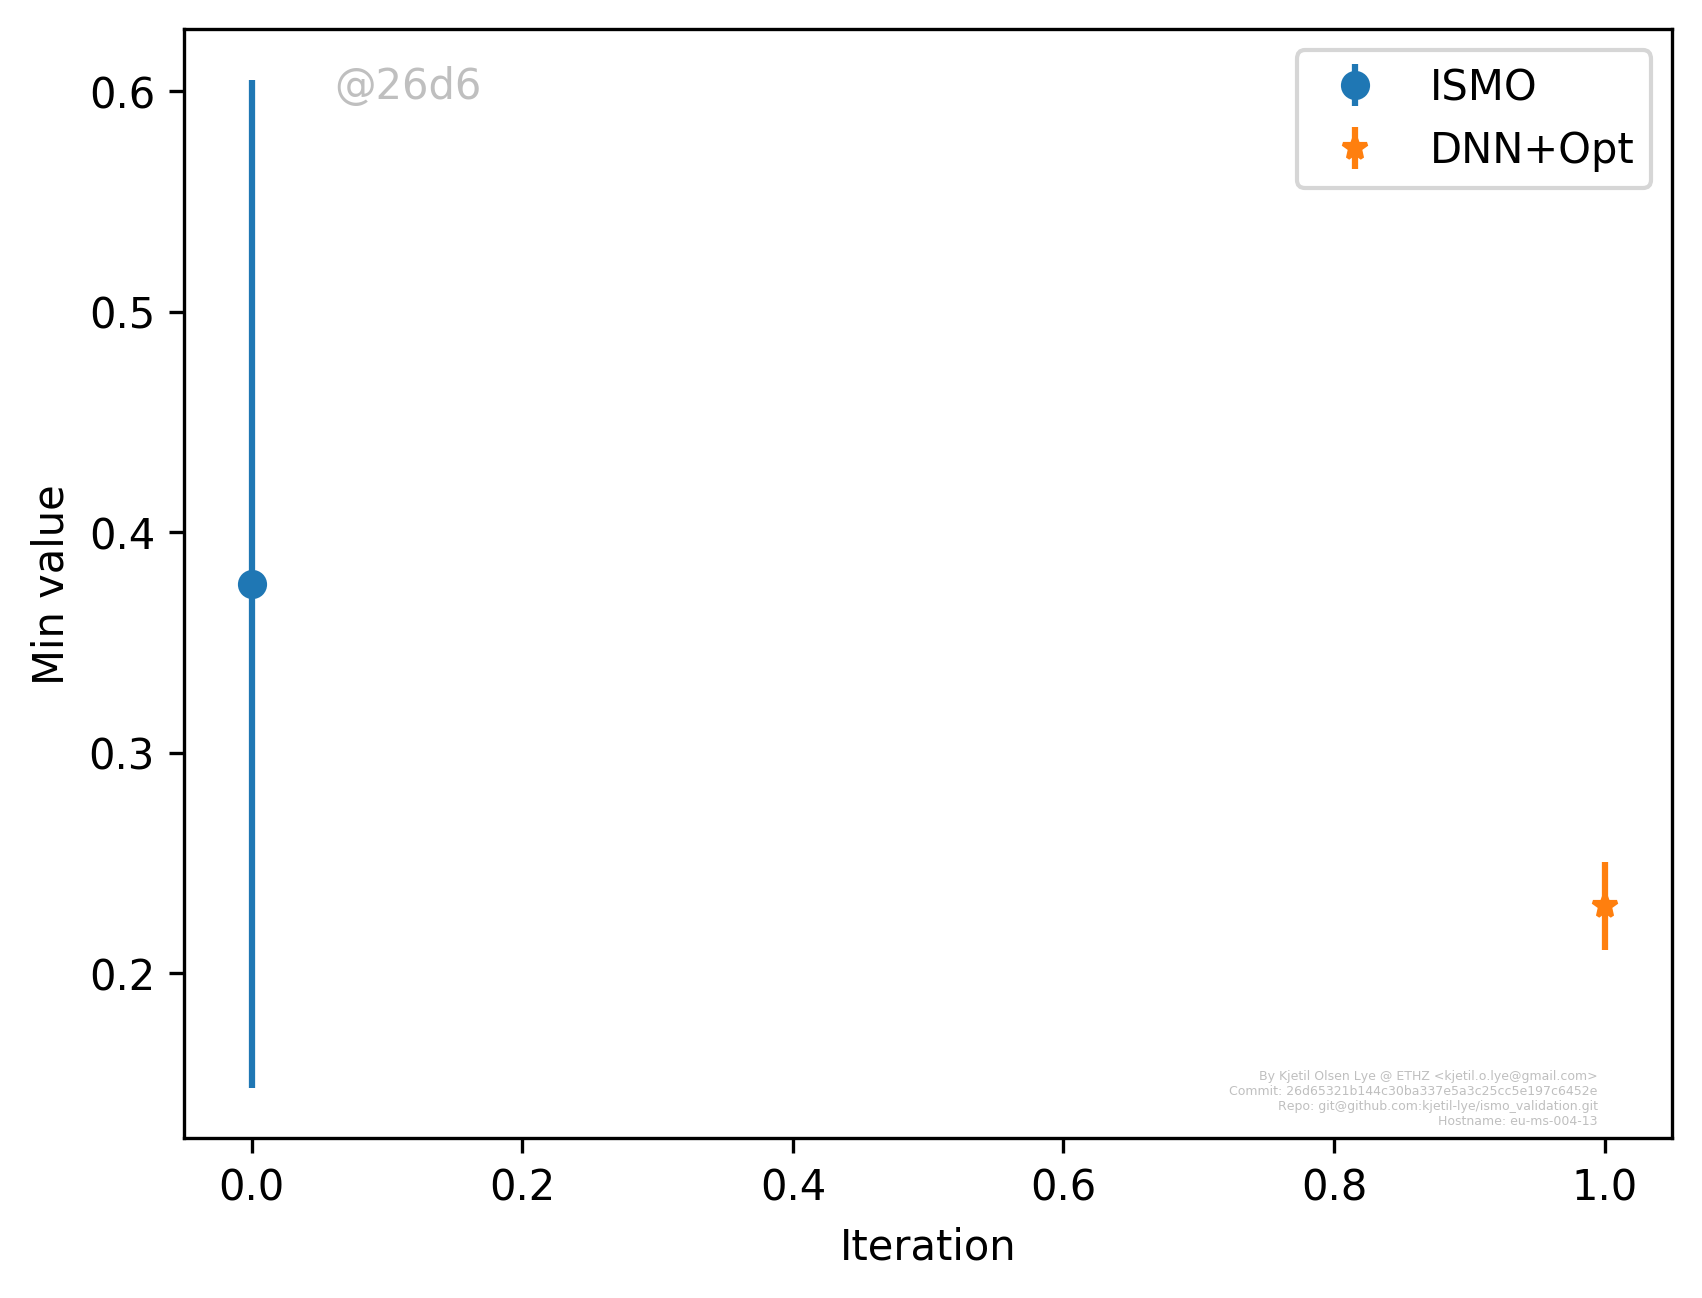 @26d6
ISMO
DNN+Opt
0.6
0.5
0.4
0.3
0.2
Min value
By Kjetil Olsen Lye @ ETHZ <kjetil.o.lye@gmail.com>
Commit: 26d65321b144c30ba337e5a3c25cc5e197c6452e
Repo: git@github.com:kjetil-lye/ismo_validation.git
Hostname: eu-ms-004-13
0.0 0.2 0.4 0.6 0.8 1.0
Iteration